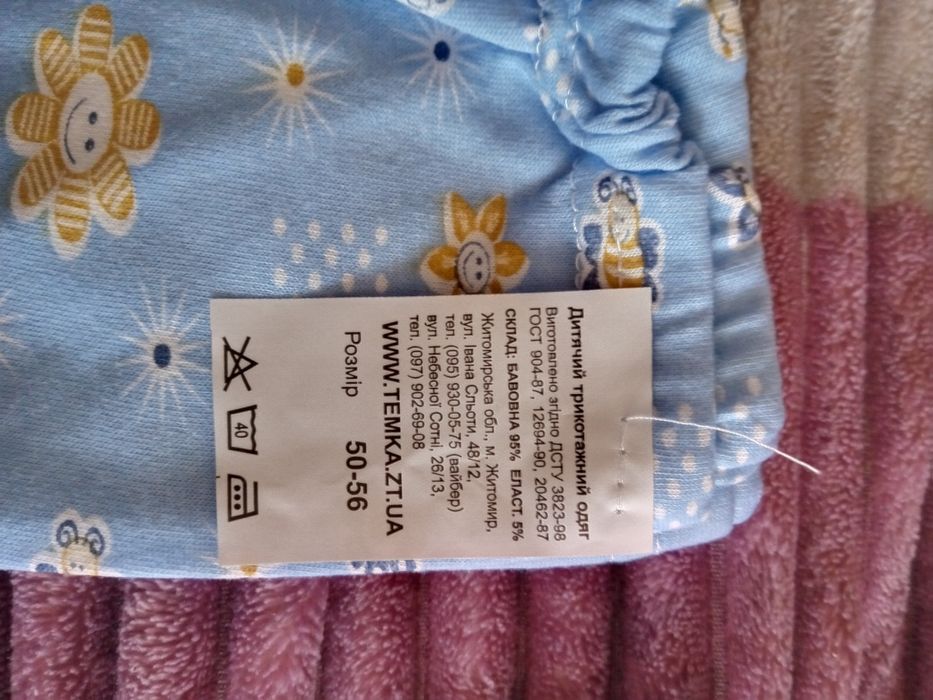 Дитячий трикотажний одяг
Виготовлено згідно ДСТУ 3823-98
ГОСТ 904-87, 12694-90, 20462-87
СКЛАД: БАВОВНА 95% ЕЛАСТ. 5%
Житомирська обл., м. Житомир,
вул. Івана Сльоти, 48/12,
тел. (095) 930-05-75 (вайбер)
вул. Небесної Сотні, 26/13,
тел. (097) 902-69-08
WWW.TEMKA.ZT.UA
Розмір 50-56
40